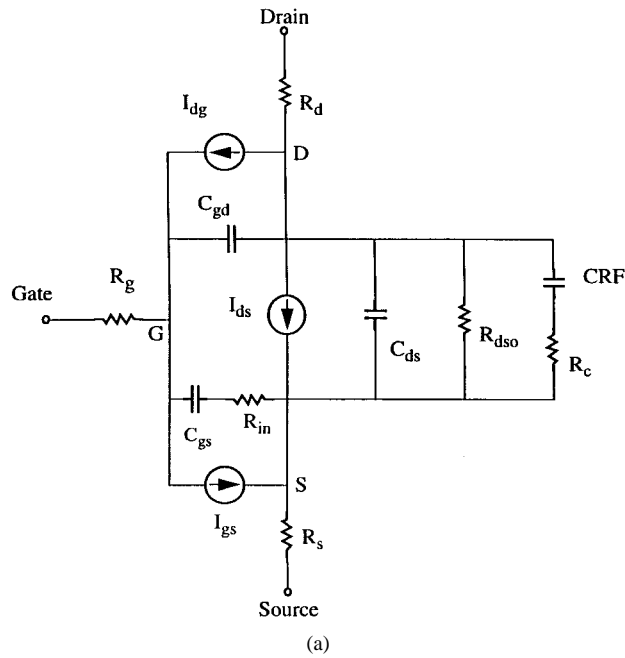 Drain
R_d
I_dg
D
C_gd
CRF
R_g
Gate
I_ds
G
C_ds
R_dso
R_c
R_in
C_gs
S
I_gs
R_s
Source
(a)